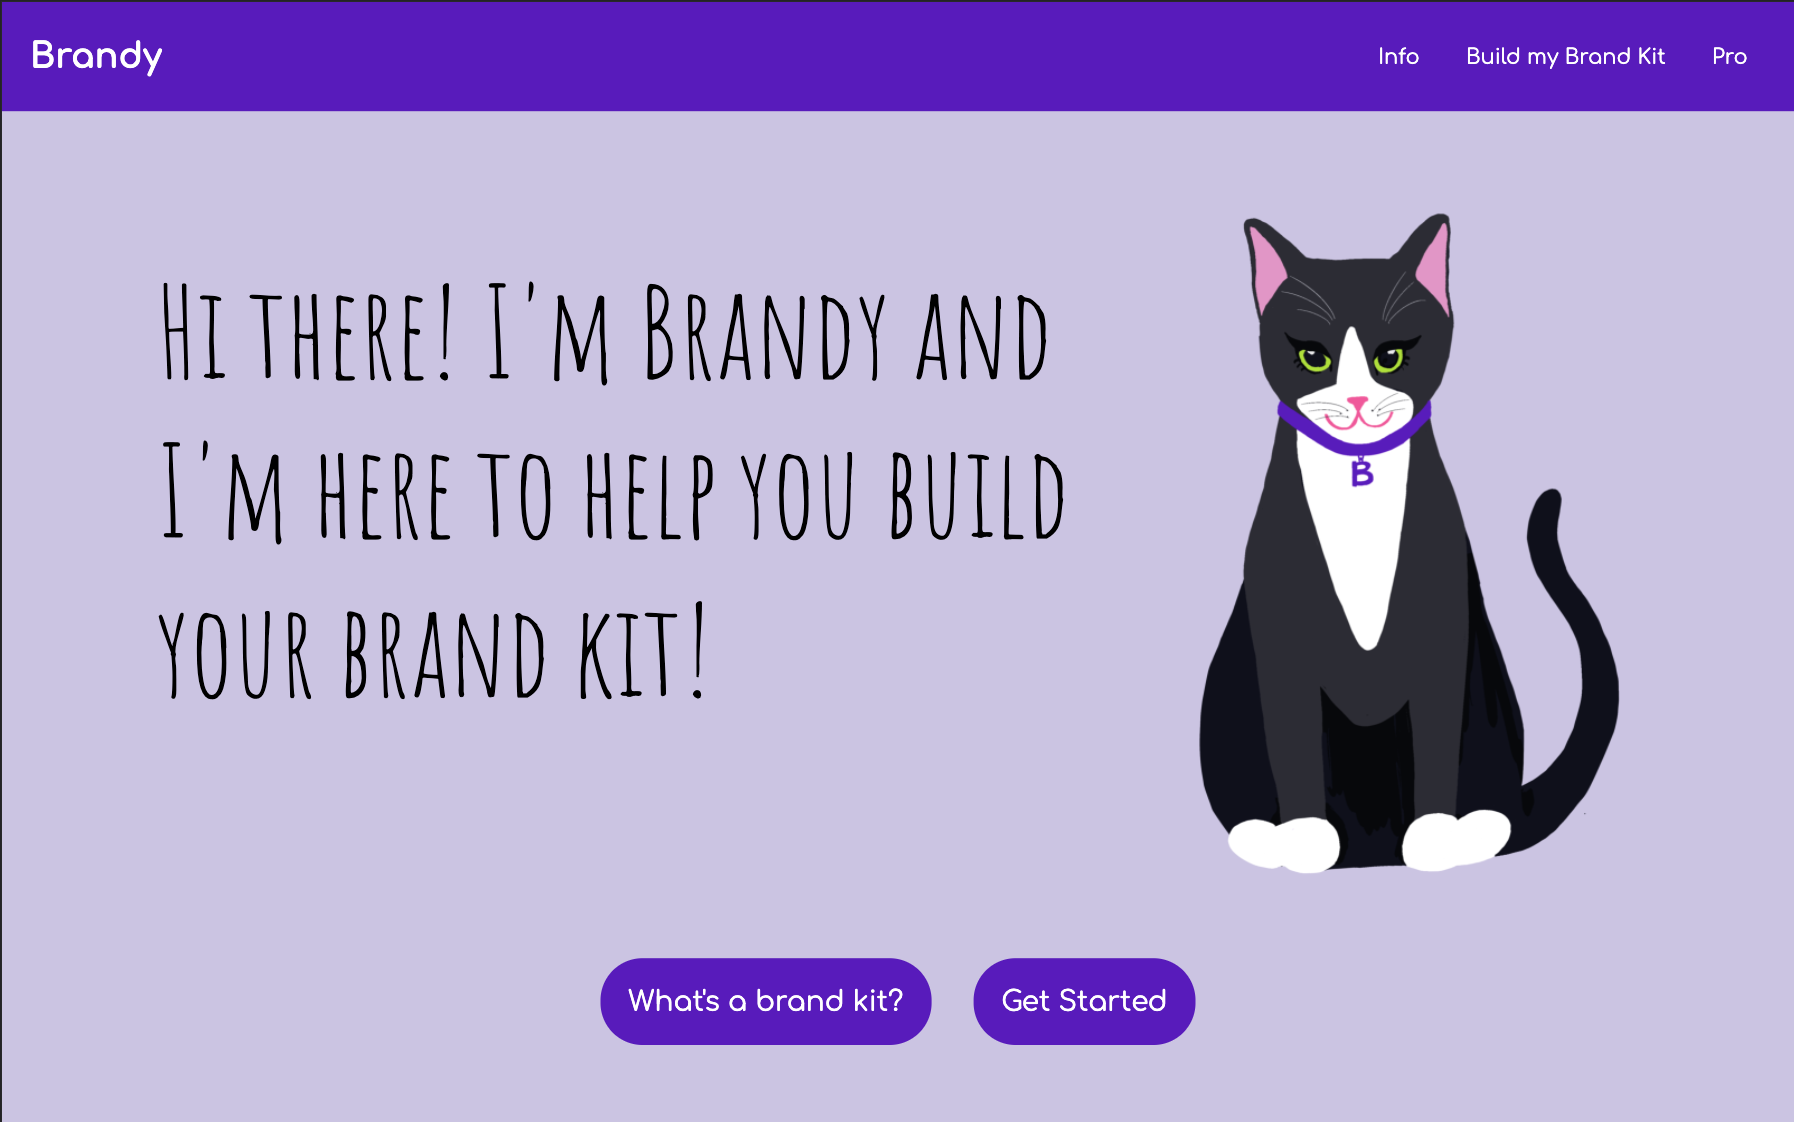 Brandy
Info
Build my Brand Kit
Pro
Hi there! I'm Brandy and
I'm here to help you build
your brand kit!
B
What's a brand kit?
Get Started